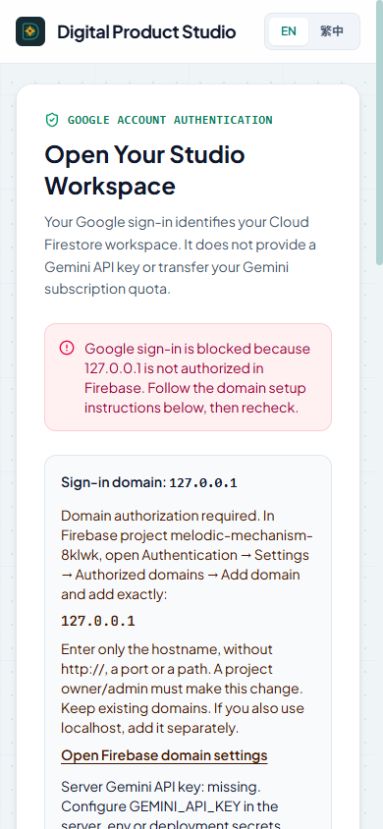 Digital Product Studio
EN
繁中
GOOGLE ACCOUNT AUTHENTICATION
Open Your Studio
Workspace
Your Google sign-in identifies your Cloud
Firestore workspace. It does not provide a
Gemini API key or transfer your Gemini
subscription quota.
Google sign-in is blocked because
127.0.0.1 is not authorized in
Firebase. Follow the domain setup
instructions below, then recheck.
Sign-in domain: 127.0.0.1
Domain authorization required. In
Firebase project melodic-mechanism-
8klwk, open Authentication → Settings
→ Authorized domains → Add domain
and add exactly:
127.0.0.1
Enter only the hostname, without
http://, a port or a path. A project
owner/admin must make this change.
Keep existing domains. If you also use
localhost, add it separately.
Open Firebase domain settings
Server Gemini API key: missing.
Configure GEMINI_API_KEY in the
server .env or deployment secrets